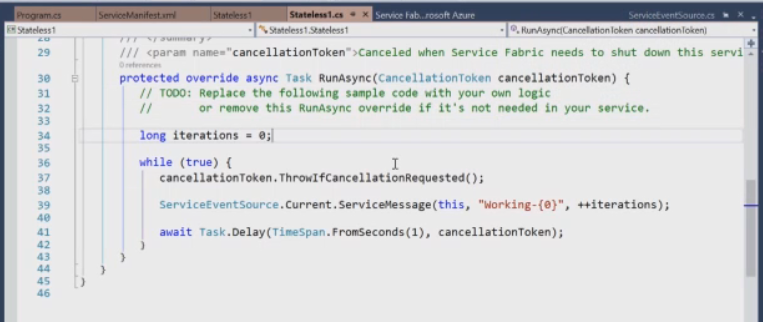 Program.cs ServiceManifest.xml Stateless1 Stateless1.cs Service Fab...rosoft Azure ServiceEventSource.cs
Stateless1 Stateless1.Stateless1 RunAsync(CancellationToken cancellationToken)
28 /// </summary>
29 /// <param name="cancellationToken">Canceled when Service Fabric needs to shut down this servi
0 references
30 protected override async Task RunAsync(CancellationToken cancellationToken) {
31 // TODO: Replace the following sample code with your own logic
32 // or remove this RunAsync override if it's not needed in your service.
33
34 long iterations = 0;
35
36 while (true) {
37 cancellationToken.ThrowIfCancellationRequested();
38
39 ServiceEventSource.Current.ServiceMessage(this, "Working-{0}", ++iterations);
40
41 await Task.Delay(TimeSpan.FromSeconds(1), cancellationToken);
42 }
43 }
44 }
45 }
46